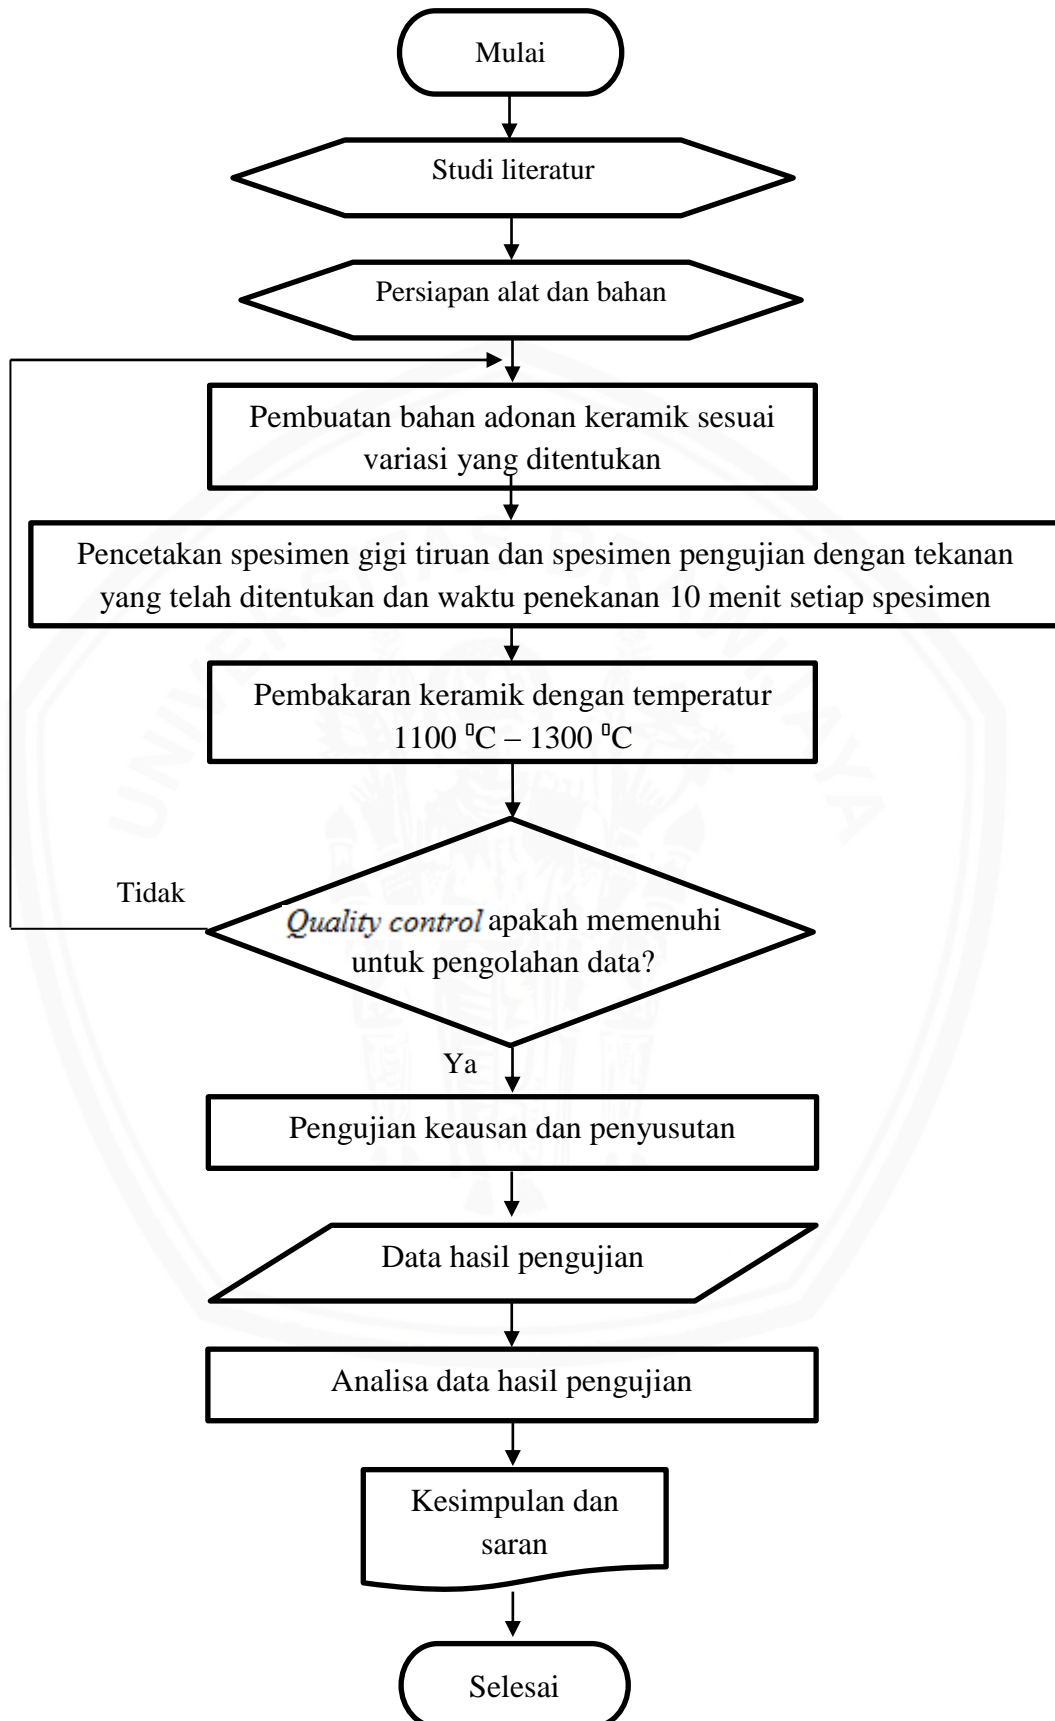 Mulai
Studi literatur
Persiapan alat dan bahan
Pembuatan bahan adonan keramik sesuai
variasi yang ditentukan
Pencetakan spesimen gigi tiruan dan spesimen pengujian dengan tekanan
yang telah ditentukan dan waktu penekanan 10 menit setiap spesimen
Pembakaran keramik dengan temperatur
1100 ⁰C – 1300 ⁰C
Tidak
Quality control apakah memenuhi
untuk pengolahan data?
Ya
Pengujian keausan dan penyusutan
Data hasil pengujian
Analisa data hasil pengujian
Kesimpulan dan
saran
Selesai
UNIVERSITAS BRAWIJAYA